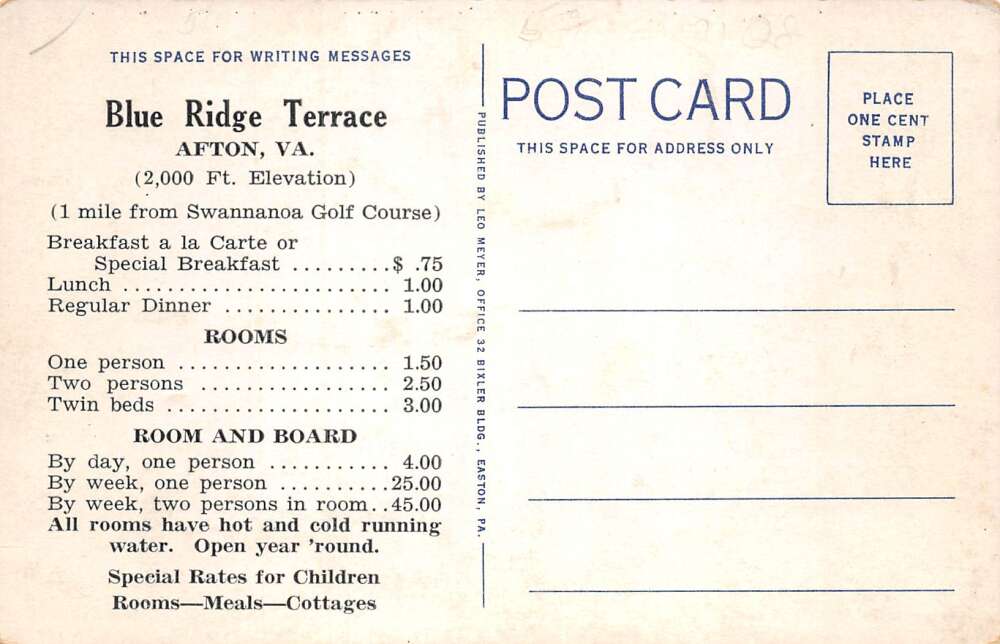 THIS SPACE FOR WRITING MESSAGES
Blue Ridge Terrace
AFTON, VA.
(2,000 Ft. Elevation)
(1 mile from Swannanoa Golf Course)
Breakfast a la Carte or
Special Breakfast .........$ .75
Lunch ........................ 1.00
Regular Dinner ............... 1.00
ROOMS
One person ................... 1.50
Two persons ................. 2.50
Twin beds .................... 3.00
ROOM AND BOARD
By day, one person ........... 4.00
By week, one person ..........25.00
By week, two persons in room..45.00
All rooms have hot and cold running
water. Open year 'round.
Special Rates for Children
Rooms—Meals—Cottages
PUBLISHED BY LEO MEYER, OFFICE 32 BIXLER BLDG., EASTON, PA.
POST CARD
THIS SPACE FOR ADDRESS ONLY
PLACE
ONE CENT
STAMP
HERE